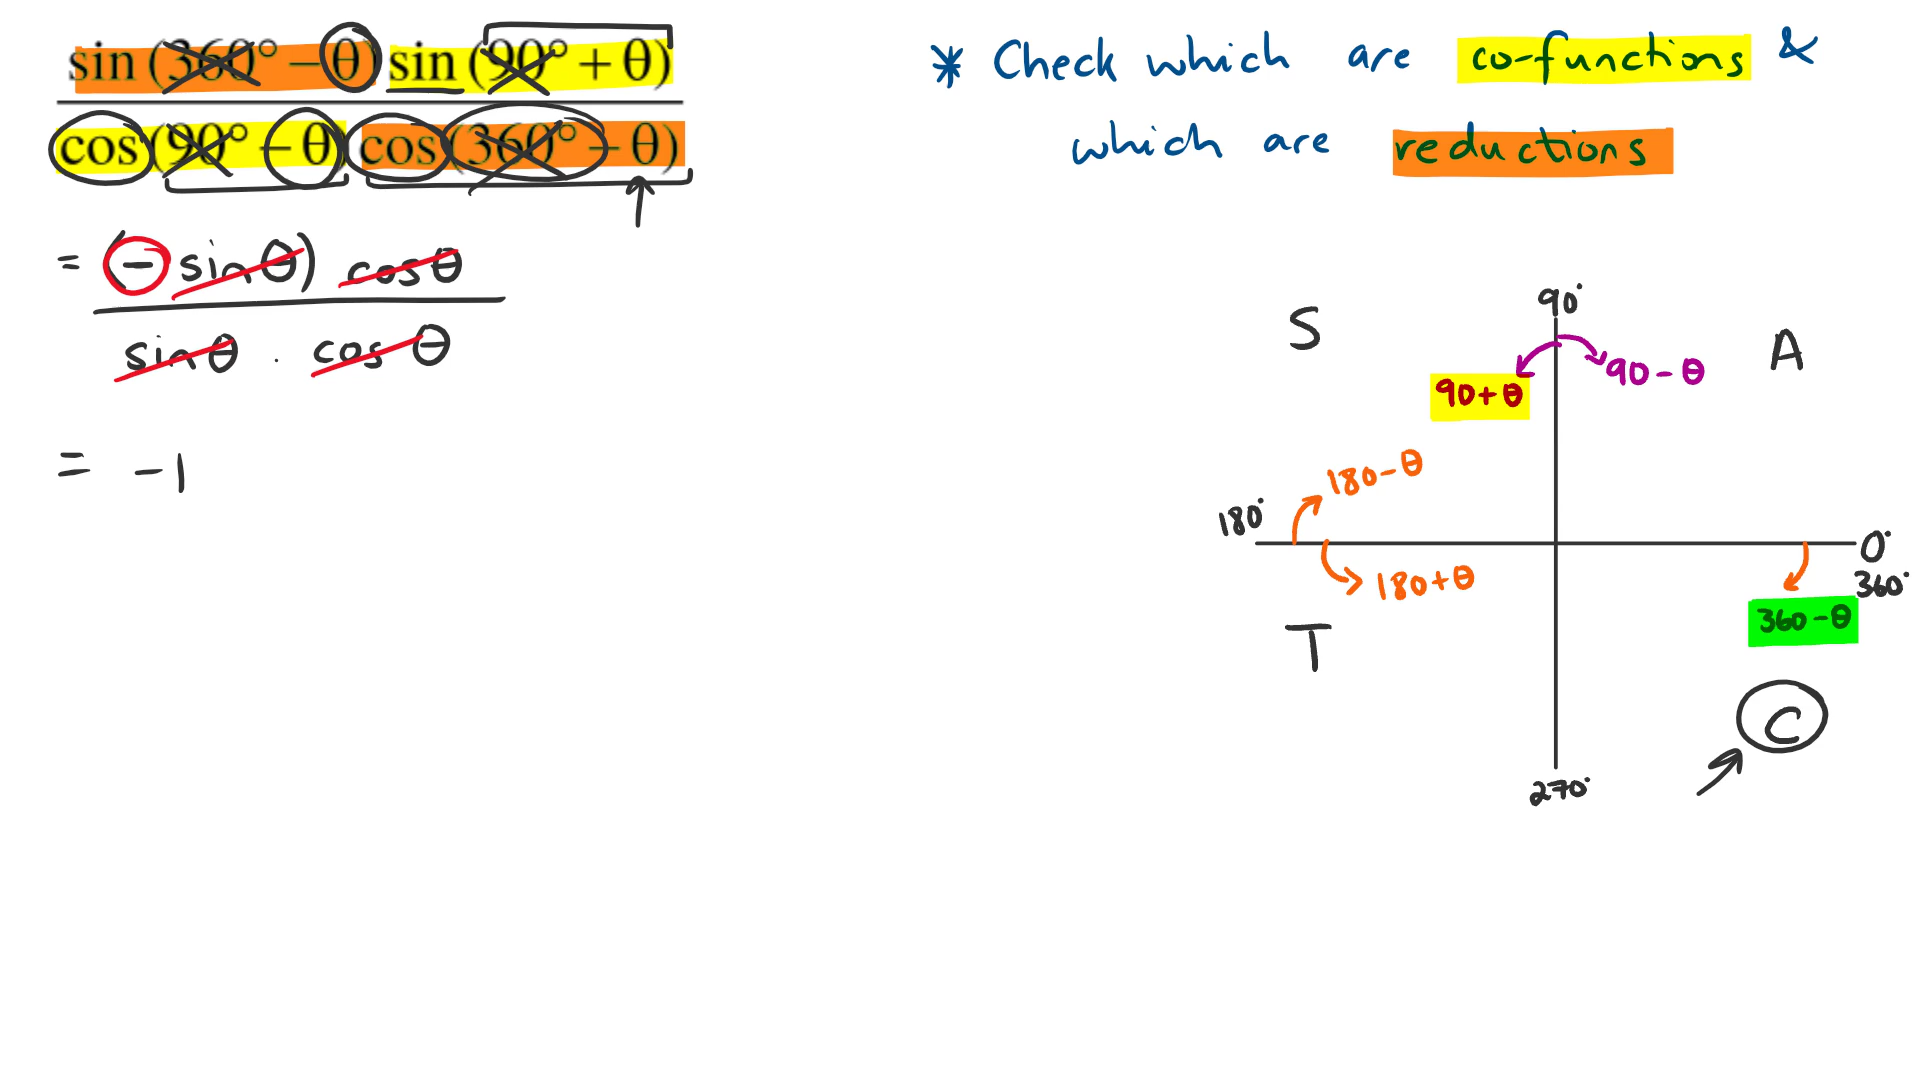 sin (360° − θ) sin (90° + θ)
cos (90° − θ) cos (360° − θ)
= (− sin θ) cos θ
sin θ . cos θ
= −1
* Check which are co-functions &
which are reductions
90°
S
A
90 − θ
90 + θ
180 − θ
180°
0°
360°
180 + θ
360 − θ
T
C
270°